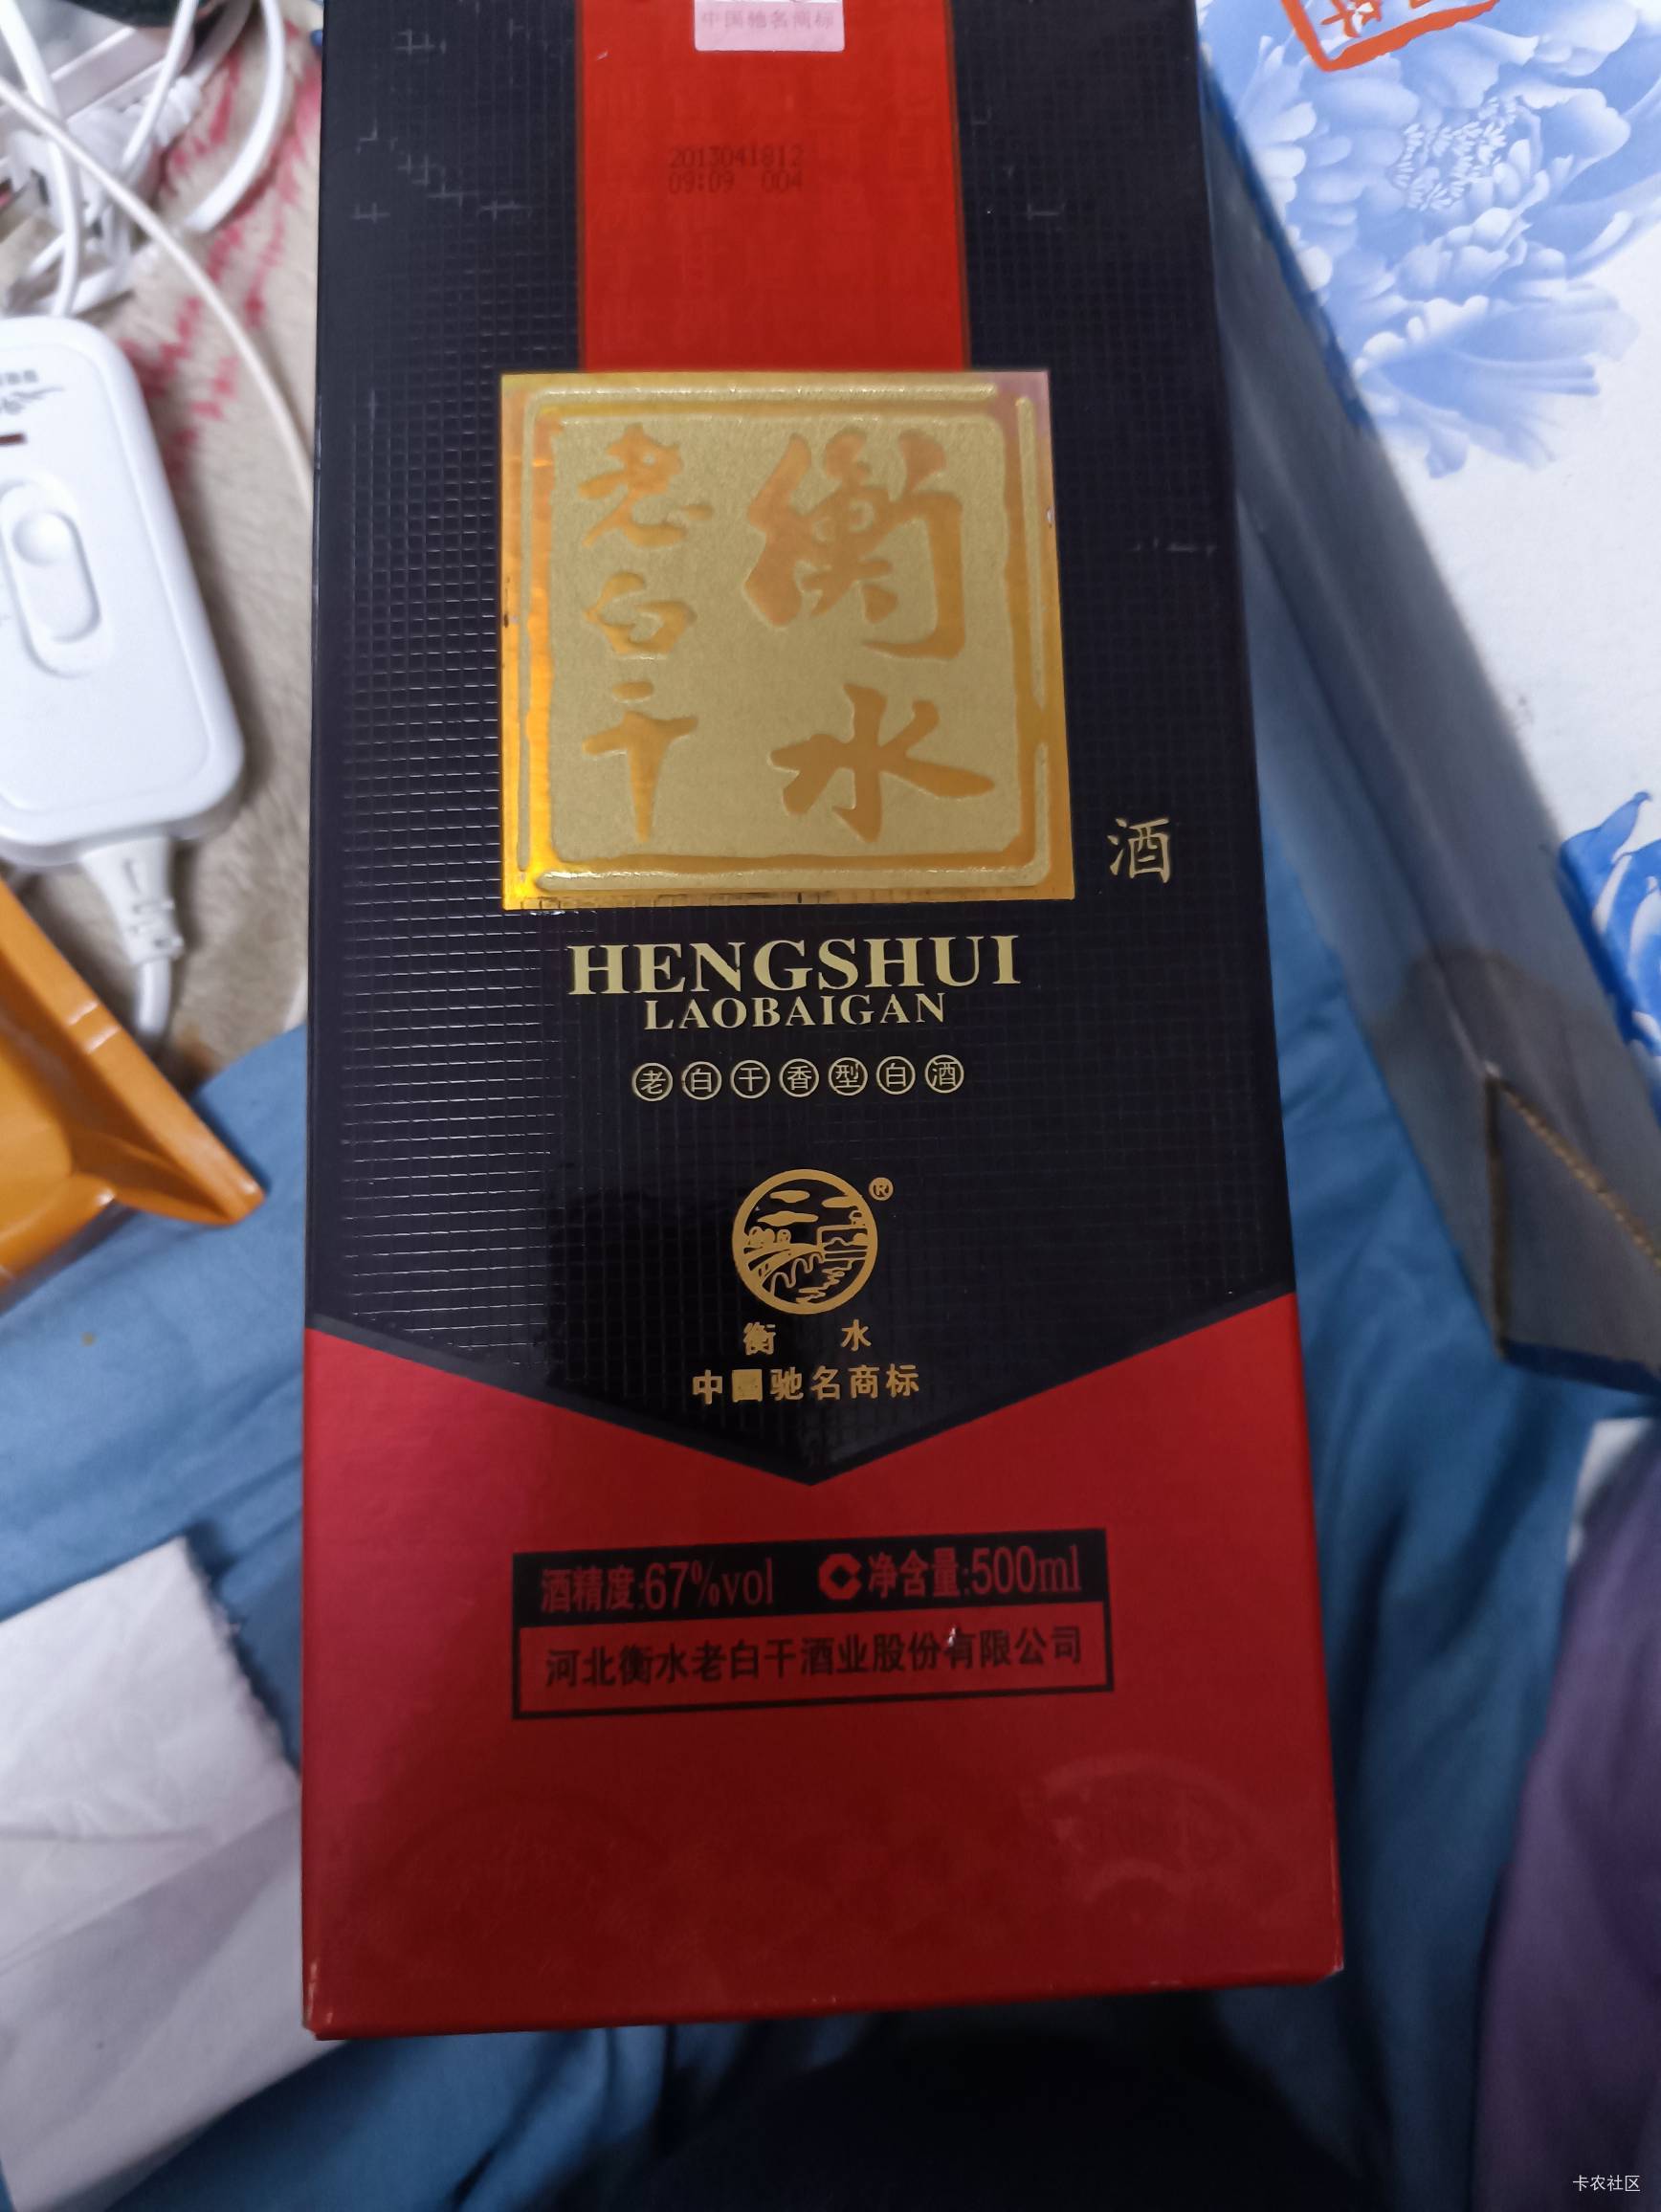 中国驰名商标
2013041812
09:09 004
衡水
老白干
酒
HENGSHUI
LAOBAIGAN
老白干香型白酒
®
衡水
中国驰名商标
酒精度:67%vol 净含量:500ml
河北衡水老白干酒业股份有限公司
卡农社区